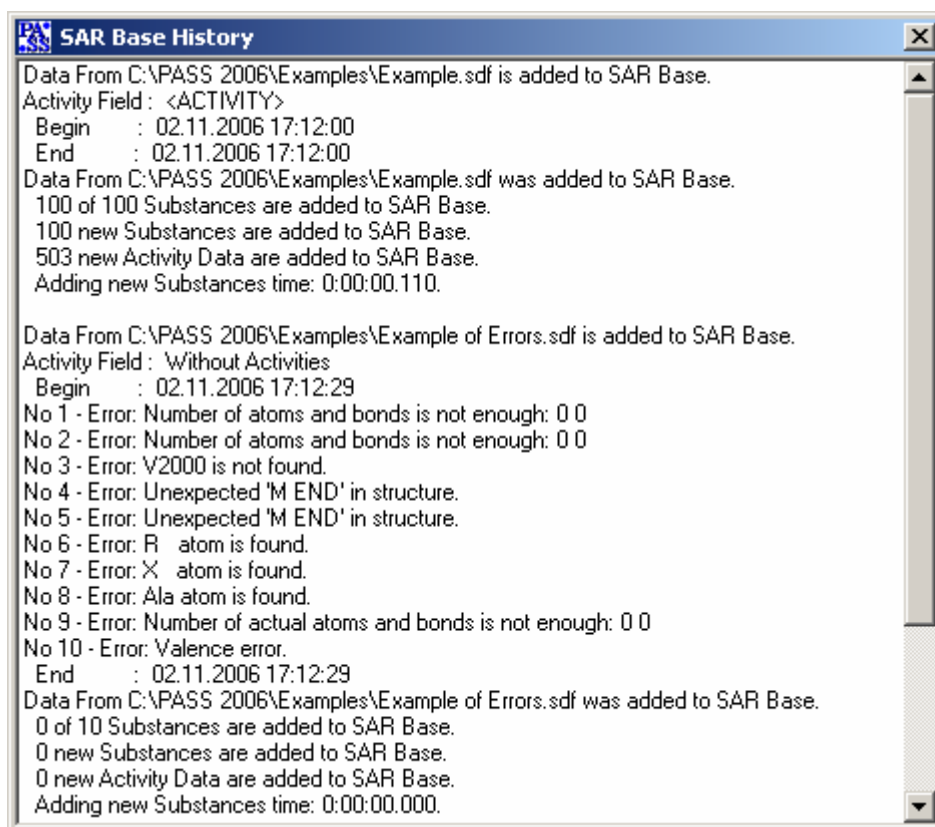 PASS SAR Base History
Data From C:\PASS 2006\Examples\Example.sdf is added to SAR Base.
Activity Field : <ACTIVITY>
Begin : 02.11.2006 17:12:00
End : 02.11.2006 17:12:00
Data From C:\PASS 2006\Examples\Example.sdf was added to SAR Base.
100 of 100 Substances are added to SAR Base.
100 new Substances are added to SAR Base.
503 new Activity Data are added to SAR Base.
Adding new Substances time: 0:00:00.110.
Data From C:\PASS 2006\Examples\Example of Errors.sdf is added to SAR Base.
Activity Field : Without Activities
Begin : 02.11.2006 17:12:29
No 1 - Error: Number of atoms and bonds is not enough: 0 0
No 2 - Error: Number of atoms and bonds is not enough: 0 0
No 3 - Error: V2000 is not found.
No 4 - Error: Unexpected 'M END' in structure.
No 5 - Error: Unexpected 'M END' in structure.
No 6 - Error: R atom is found.
No 7 - Error: X atom is found.
No 8 - Error: Ala atom is found.
No 9 - Error: Number of actual atoms and bonds is not enough: 0 0
No 10 - Error: Valence error.
End : 02.11.2006 17:12:29
Data From C:\PASS 2006\Examples\Example of Errors.sdf was added to SAR Base.
0 of 10 Substances are added to SAR Base.
0 new Substances are added to SAR Base.
0 new Activity Data are added to SAR Base.
Adding new Substances time: 0:00:00.000.